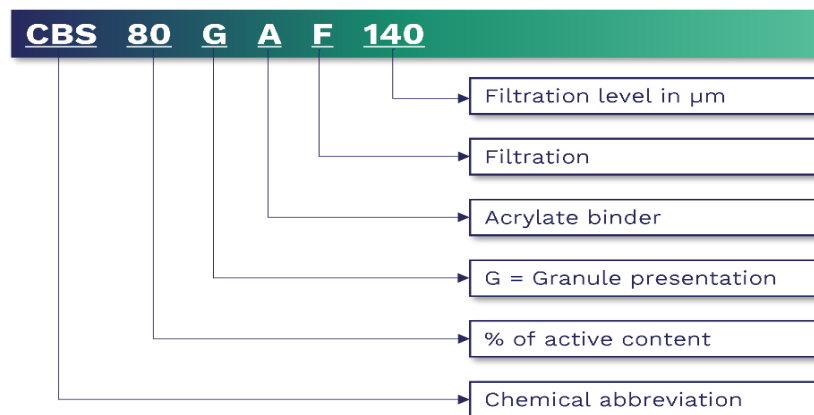 CBS 80 G A F 140
Filtration level in μm
Filtration
Acrylate binder
G = Granule presentation
% of active content
Chemical abbreviation